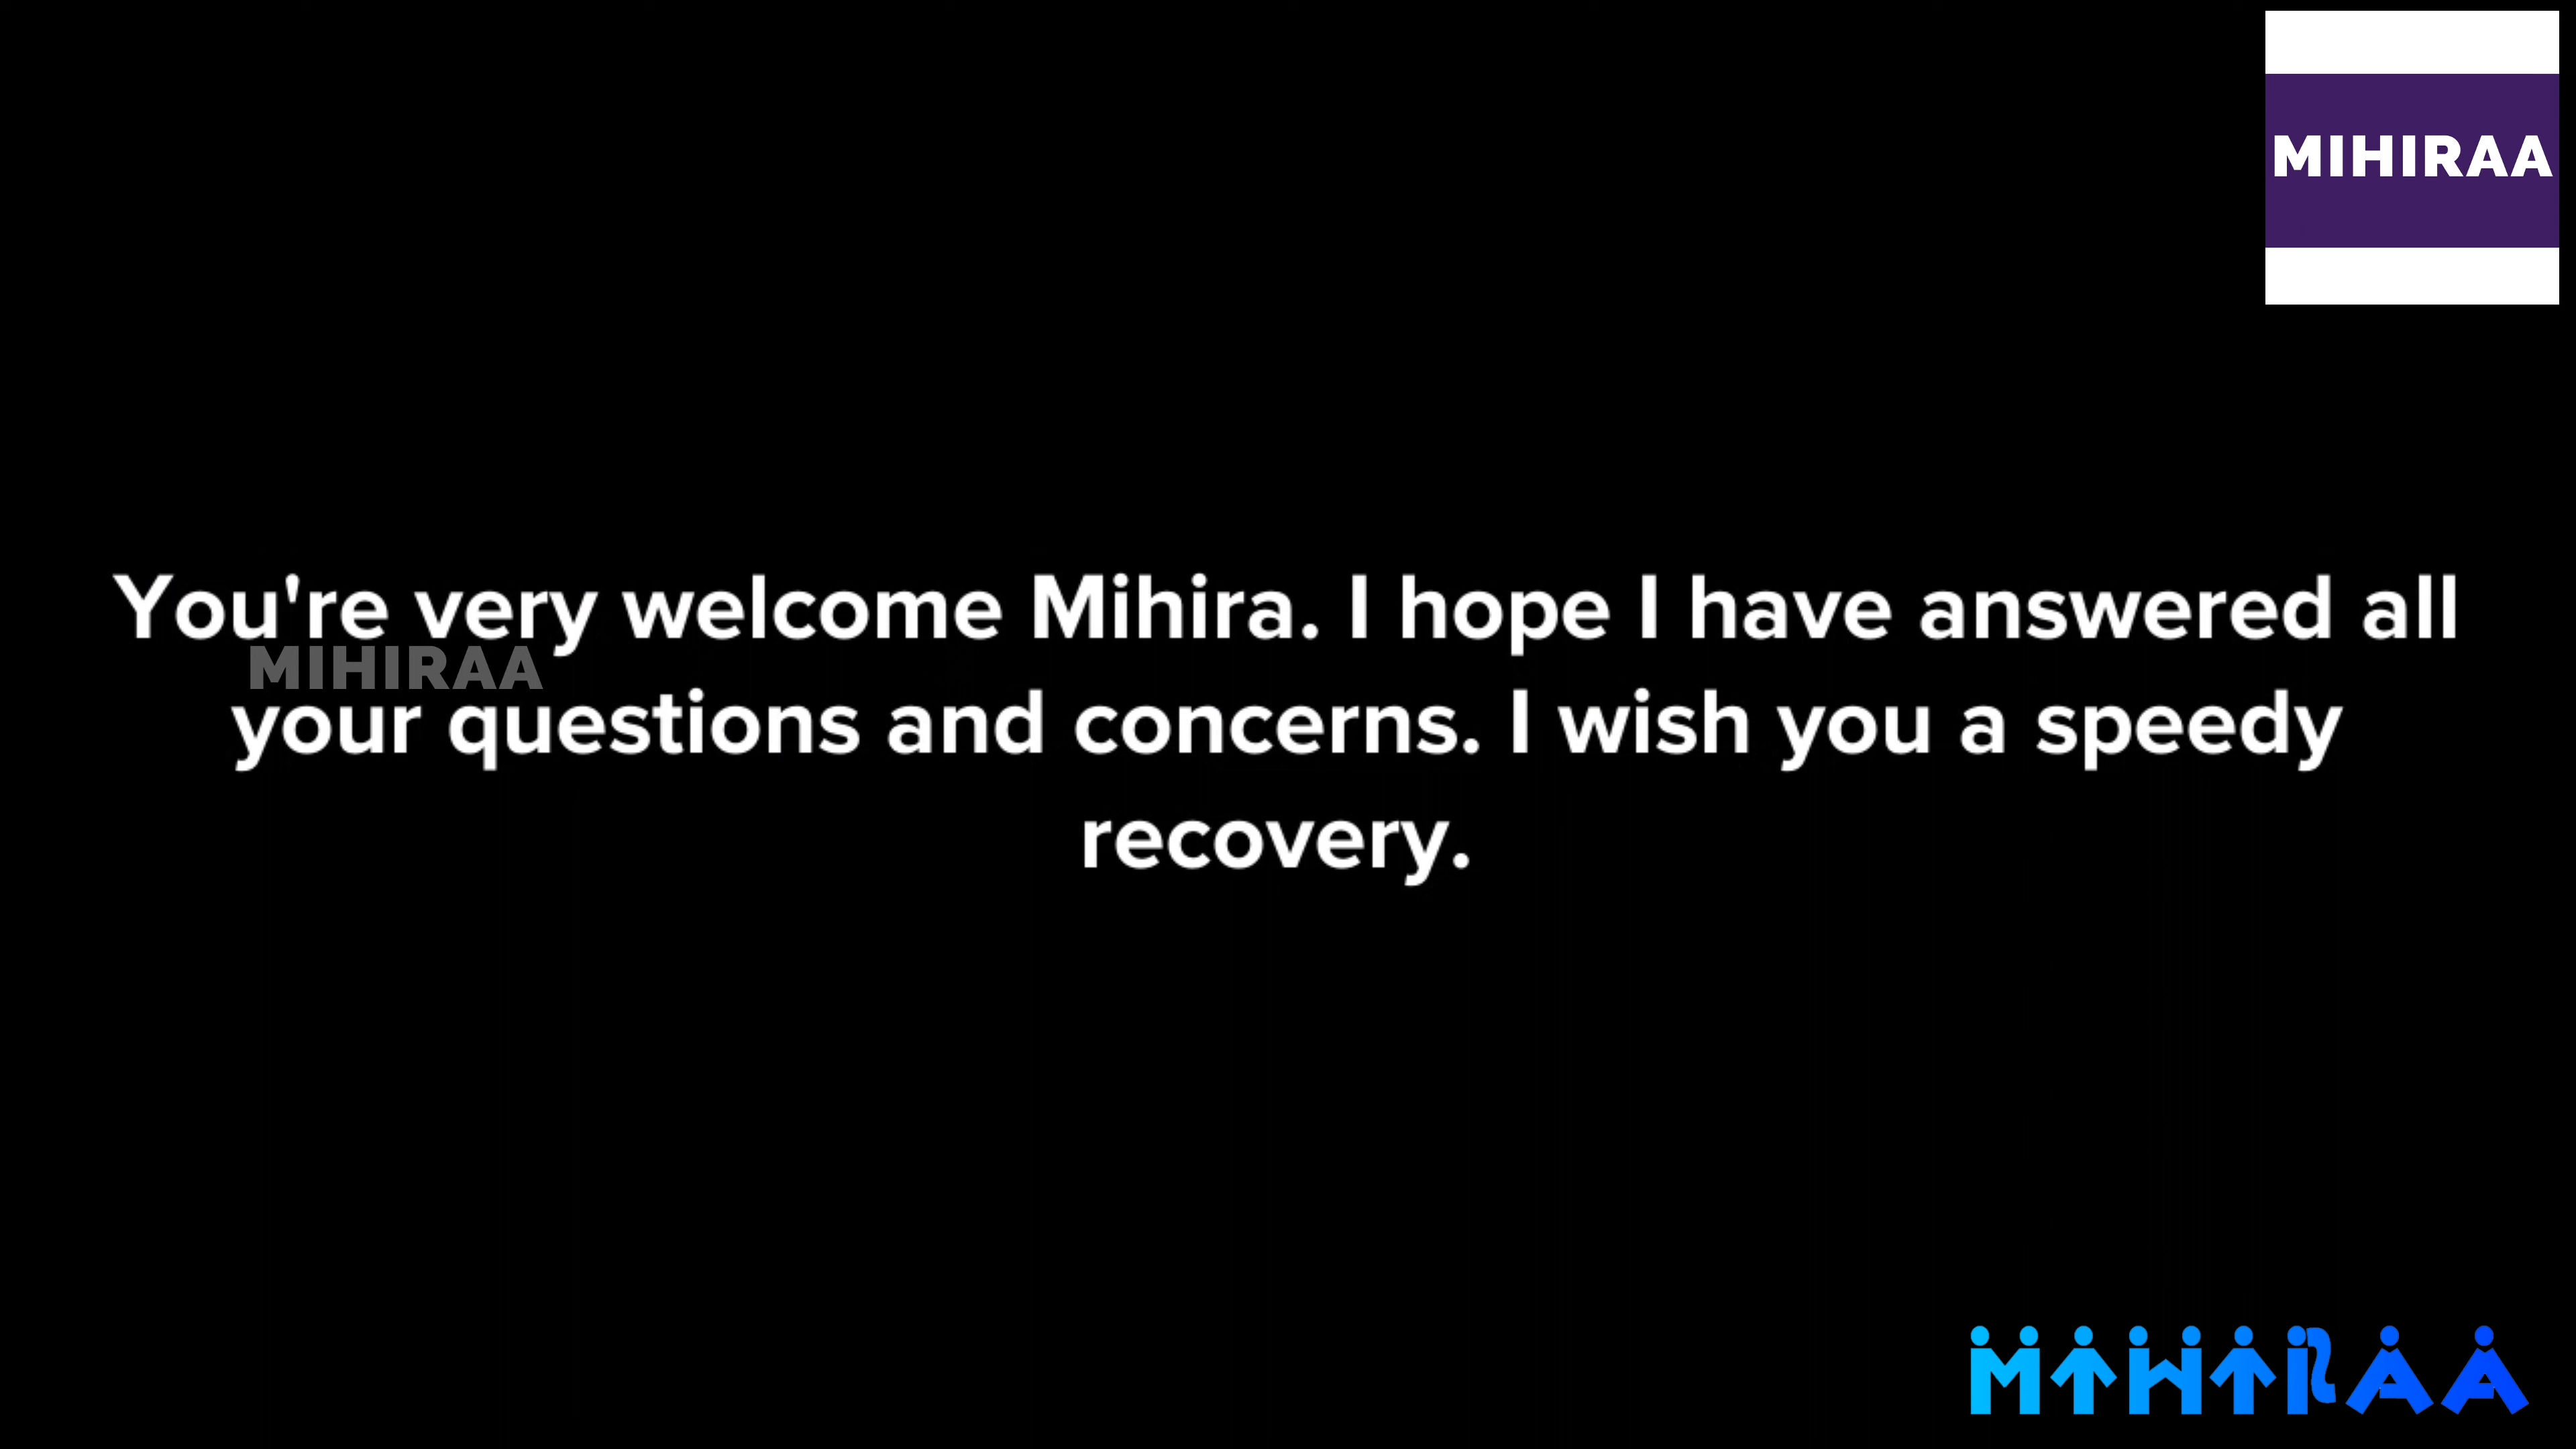 MIHIRAA
You're very welcome Mihira. I hope I have answered all
MIHIRAA
your questions and concerns. I wish you a speedy
recovery.
MIHIRAA